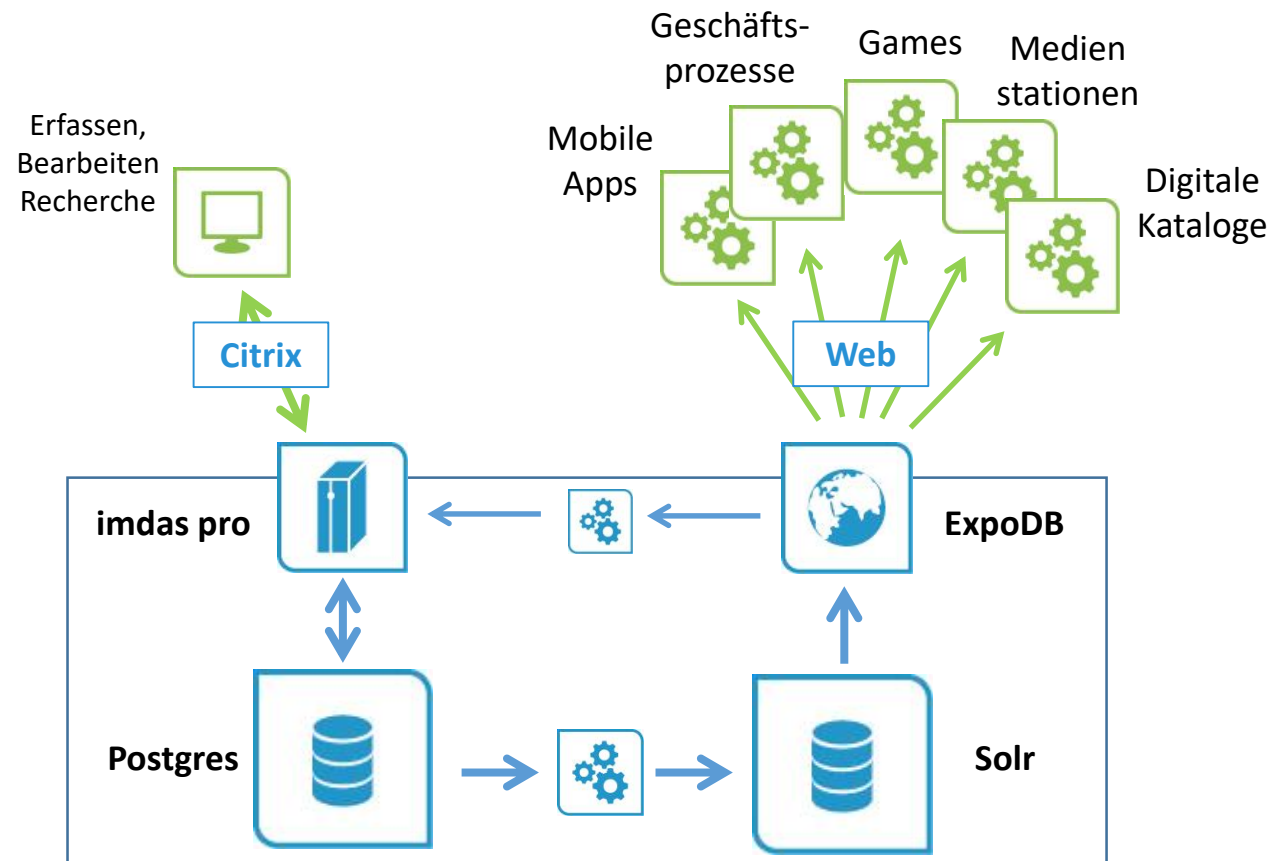 Geschäfts-
prozesse
Games
Medien
stationen
Erfassen,
Bearbeiten
Recherche
Mobile
Apps
Digitale
Kataloge
Citrix
Web
imdas pro
ExpoDB
Postgres
Solr